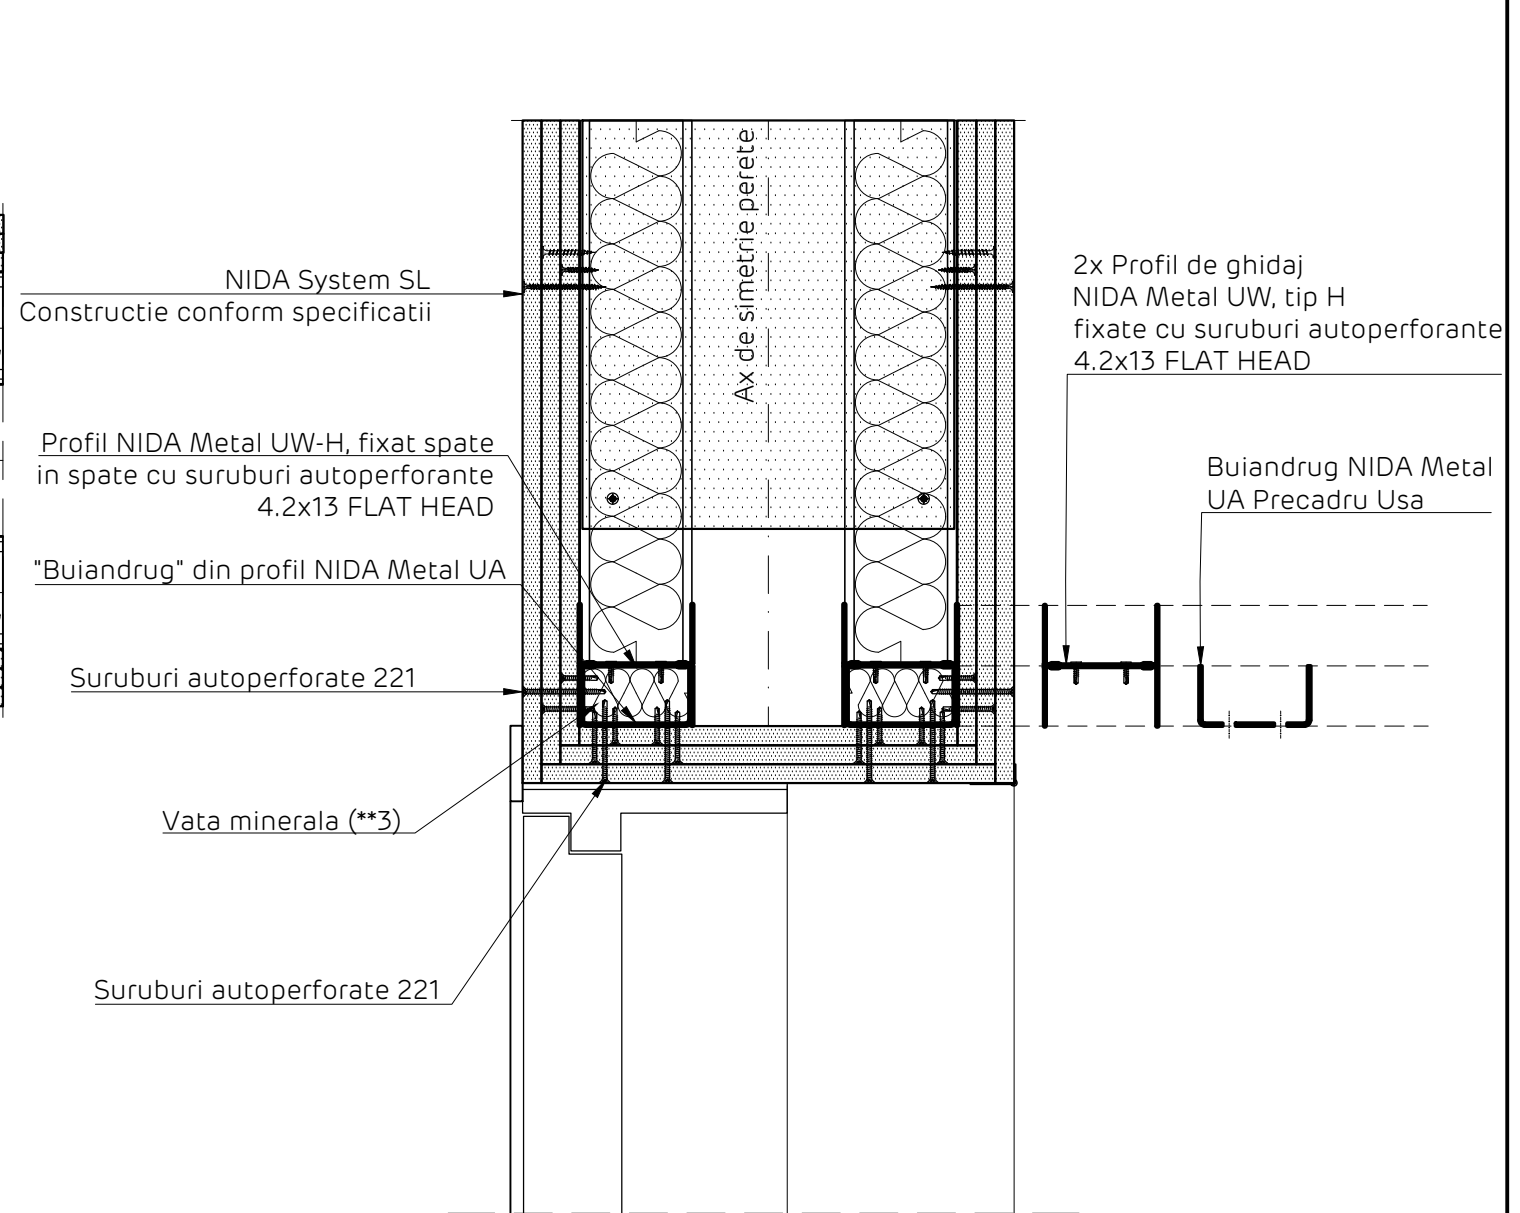 Ax de simetrie perete
NIDA System SL
Constructie conform specificatii
2x Profil de ghidaj
NIDA Metal UW, tip H
fixate cu suruburi autoperforante
4.2x13 FLAT HEAD
Profil NIDA Metal UW-H, fixat spate
in spate cu suruburi autoperforante
4.2x13 FLAT HEAD
Buiandrug NIDA Metal
UA Precadru Usa
"Buiandrug" din profil NIDA Metal UA
Suruburi autoperforate 221
Vata minerala (**3)
Suruburi autoperforate 221